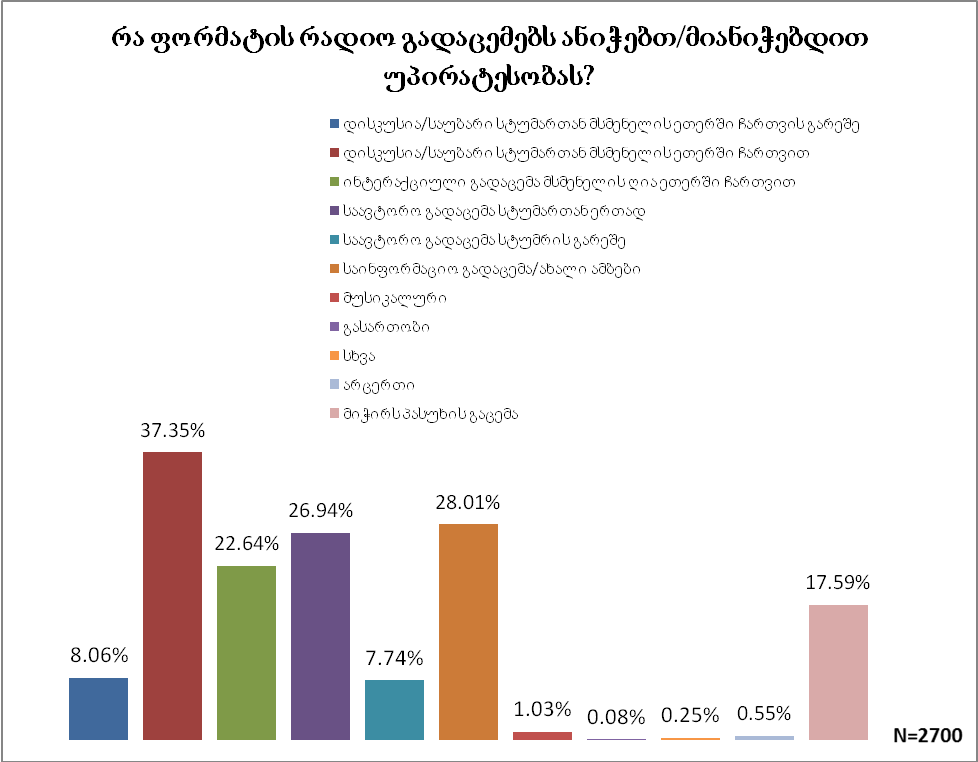 რა ფორმატის რადიო გადაცემებს ანიჭებთ/მიანიჭებდით
უპირატესობას?
დისკუსია/საუბარი სტუმართან მსმენელის ეთერში ჩართვის გარეშე
დისკუსია/საუბარი სტუმართან მსმენელის ეთერში ჩართვით
ინტერაქციული გადაცემა მსმენელის ღია ეთერში ჩართვით
საავტორო გადაცემა სტუმართან ერთად
საავტორო გადაცემა სტუმრის გარეშე
საინფორმაციო გადაცემა/ახალი ამბები
მუსიკალური
გასართობი
სხვა
არცერთი
მიჭირს პასუხის გაცემა
8.06%
37.35%
22.64%
26.94%
7.74%
28.01%
1.03%
0.08%
0.25%
0.55%
17.59%
N=2700